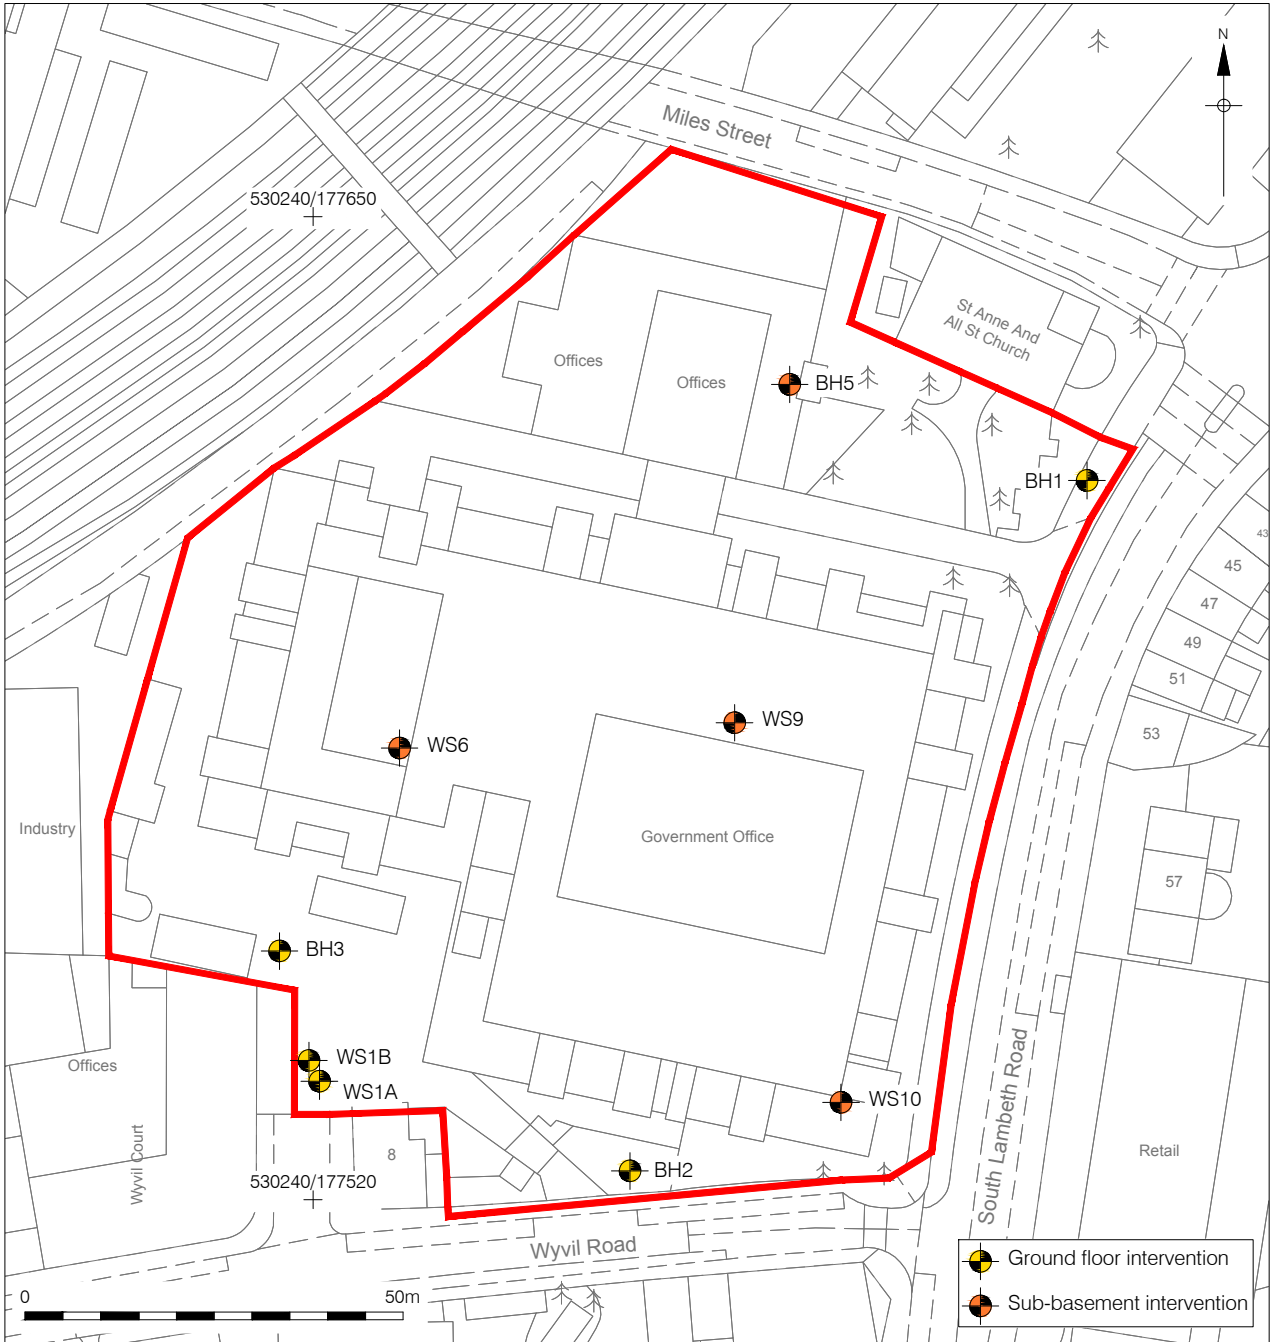 N
Miles Street
530240/177650
St Anne And
All St Church
Offices
Offices
BH5
BH1
43
45
47
49
51
53
WS9
WS6
Industry
Government Office
57
BH3
WS1B
WS1A
Offices
WS10
Wyvil Court
8
South Lambeth Road
Retail
BH2
530240/177520
Wyvil Road
Ground floor intervention
Sub-basement intervention
0 50m